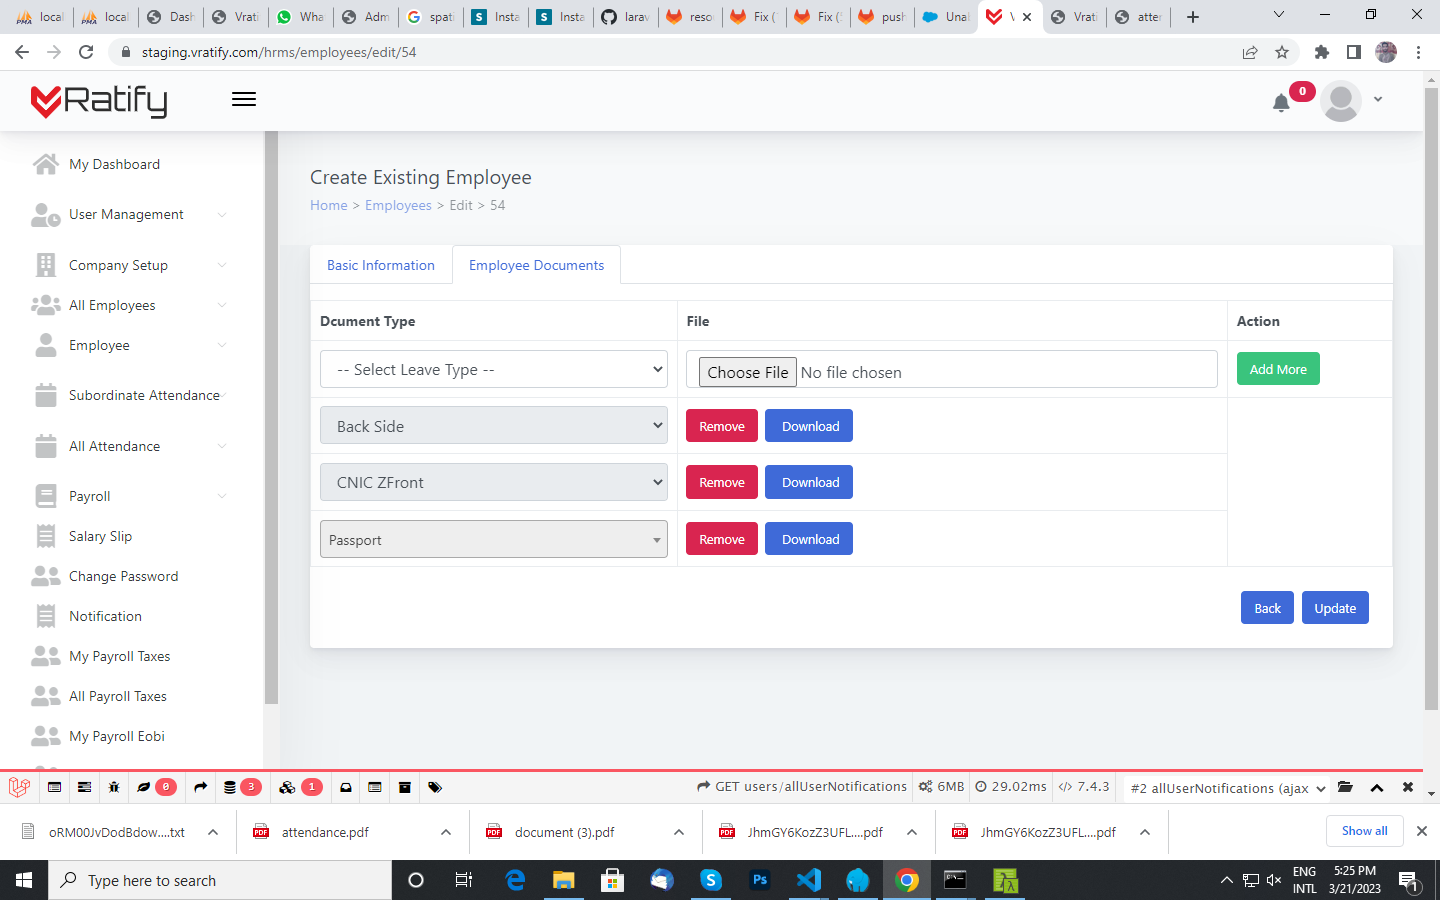 local
local
Dash
Vrati
Wha
Adm
spati
Insta
Insta
larav
reso
Fix (
Fix (
push
Unal
Vrati
atter
staging.vratify.com/hrms/employees/edit/54
Ratify
0
My Dashboard
User Management
Company Setup
All Employees
Employee
Subordinate Attendance
All Attendance
Payroll
Salary Slip
Change Password
Notification
My Payroll Taxes
All Payroll Taxes
My Payroll Eobi
Create Existing Employee
Home > Employees > Edit > 54
Basic Information
Employee Documents
Dcument Type File Action
-- Select Leave Type -- Choose File No file chosen Add More
Back Side Remove Download
CNIC ZFront Remove Download
Passport Remove Download
Back Update
0 3 1 GET users/allUserNotifications 6MB 29.02ms 7.4.3 #2 allUserNotifications (ajax
oRM00JvDodBdow....txt
attendance.pdf
document (3).pdf
JhmGY6KozZ3UFL....pdf
JhmGY6KozZ3UFL....pdf
Show all
Type here to search
ENG
INTL
5:25 PM
3/21/2023
1